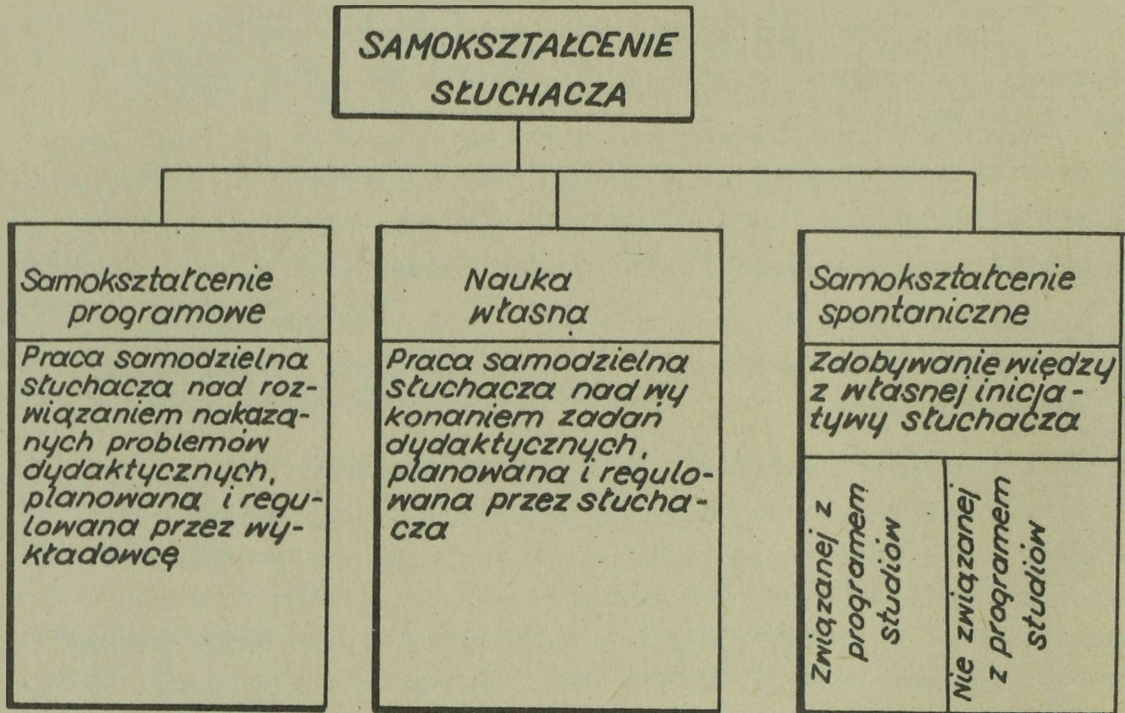 SAMOKSZTAŁCENIE
SŁUCHACZA
Samokształcenie
programowe
Praca samodzielna
słuchacza nad roz-
wiązaniem nakaza-
nych problemów
dydaktycznych,
planowana i regu-
lowana przez wy-
kładowcę
Nauka
własna
Praca samodzielna
słuchacza nad wy
konaniem zadań
dydaktycznych,
planowana i regulo-
wana przez słucha-
cza
Samokształcenie
spontaniczne
Zdobywanie więdzy
z własnej inicja-
tywy słuchacza
Związanej z
programem
studiów
Nie związanej
z programem
studiów